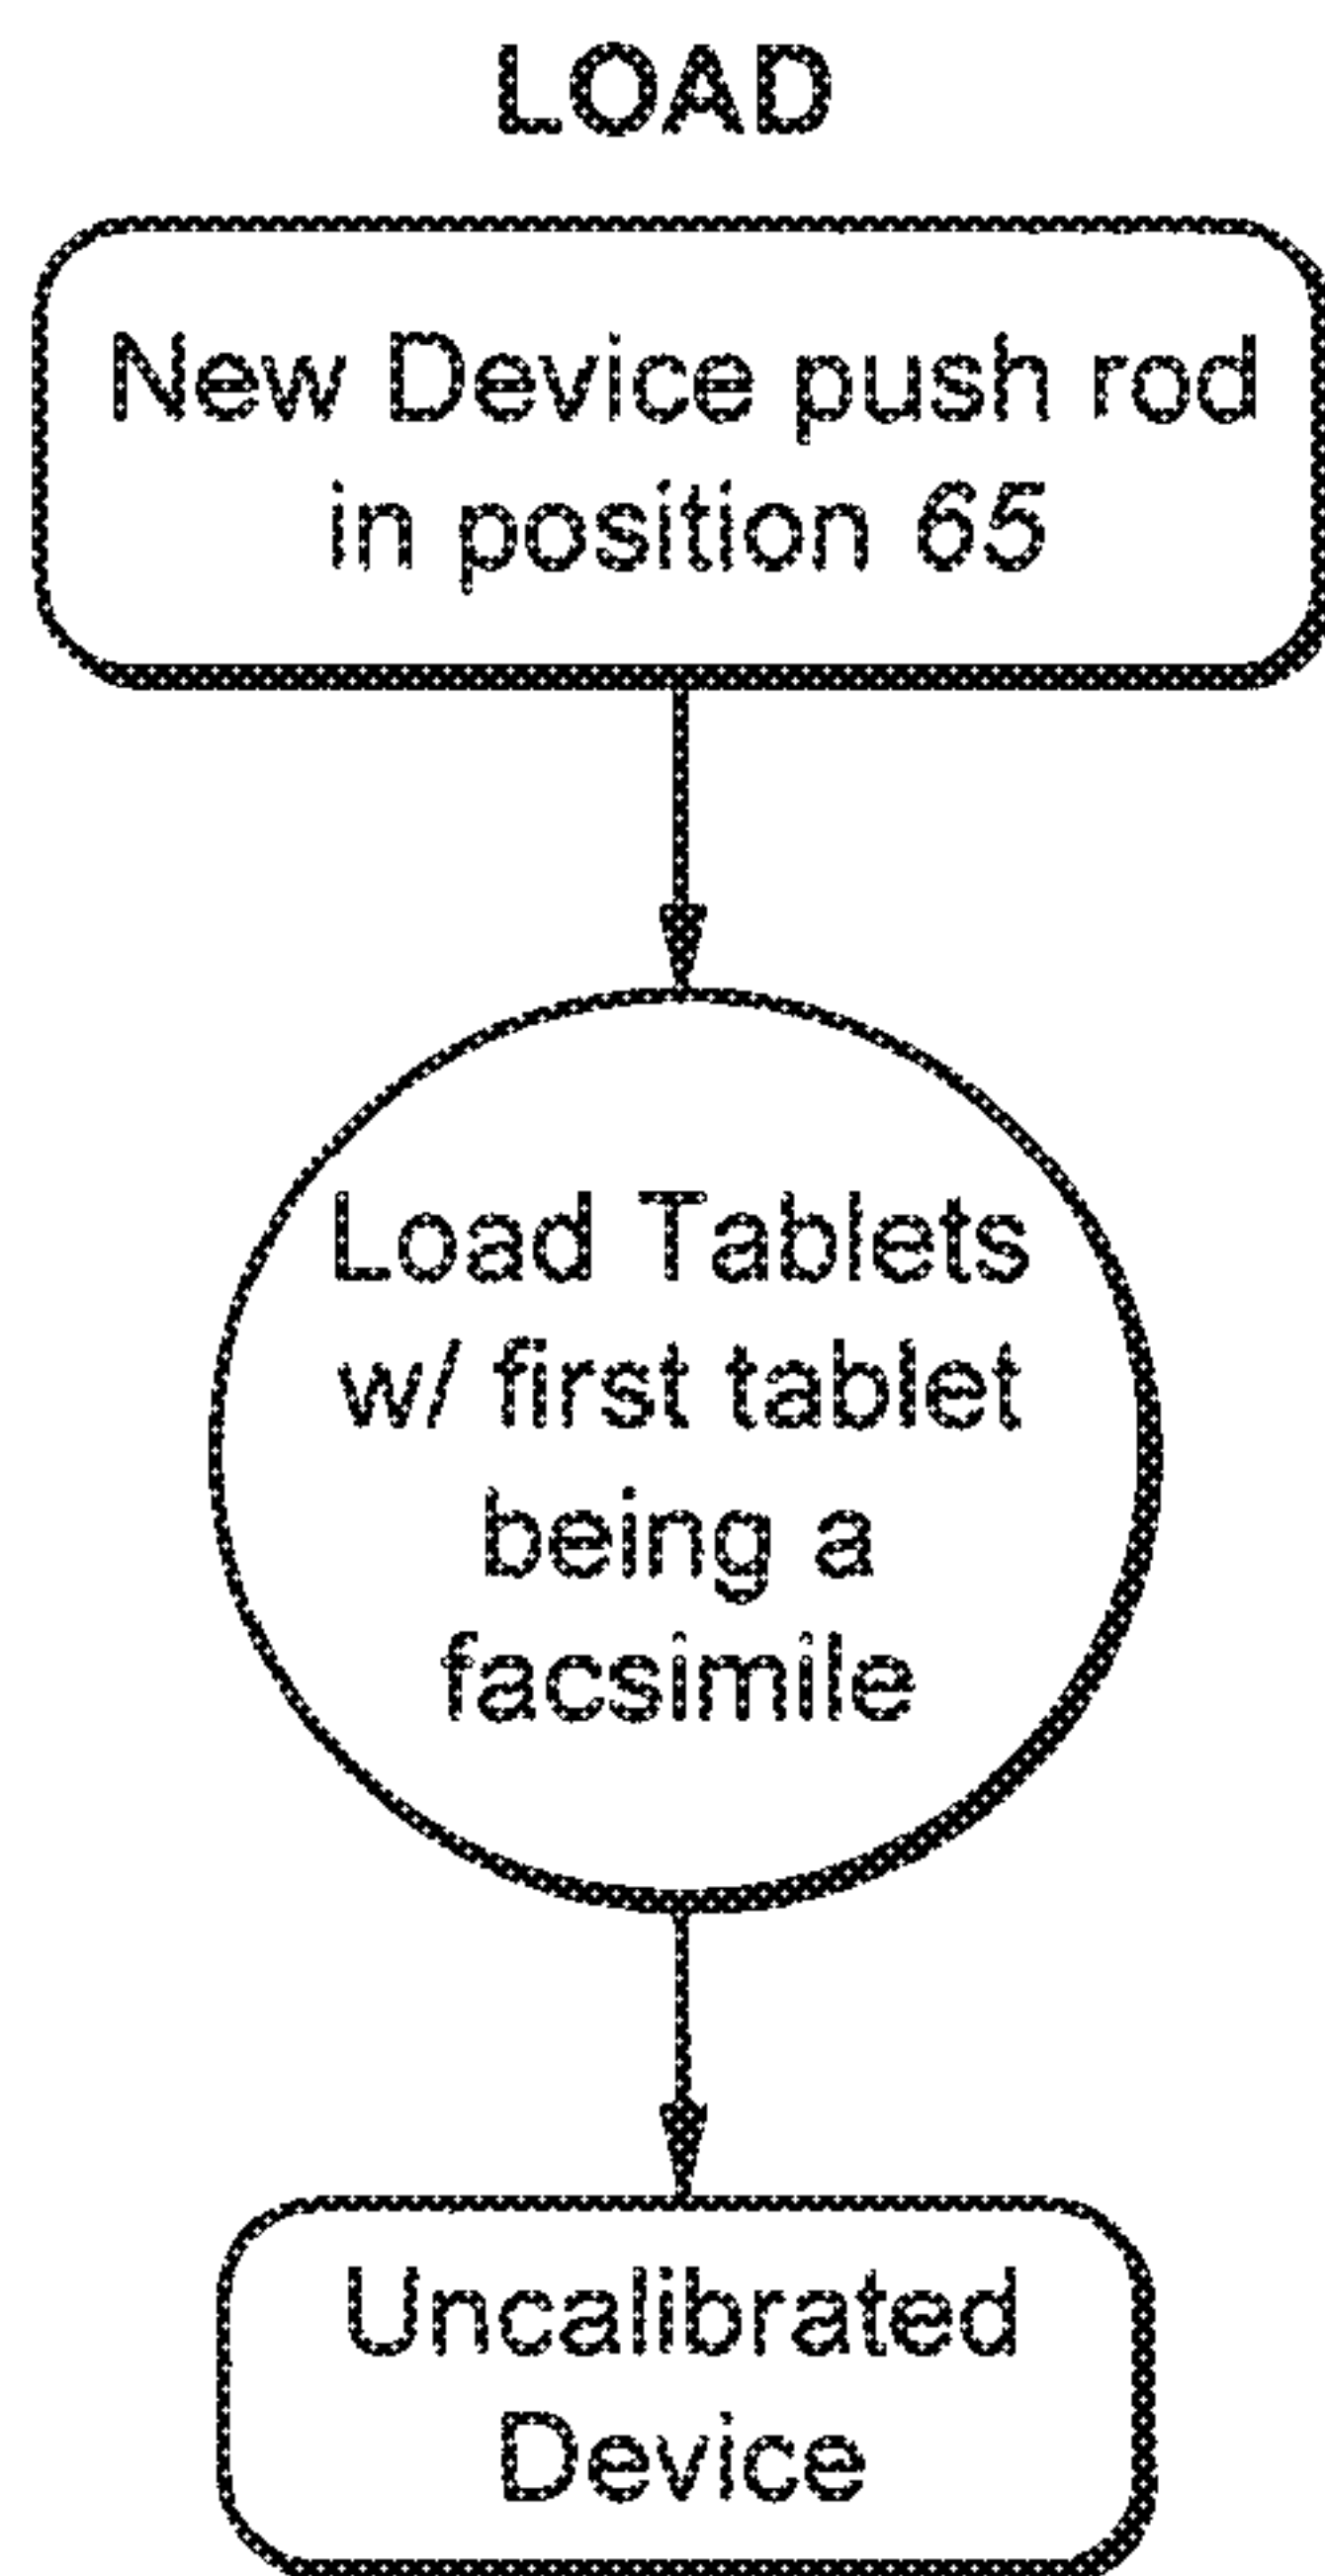 LOAD
New Device push rod
in position 65
Load Tablets
w/ first tablet
being a
facsimile
Uncalibrated
Device